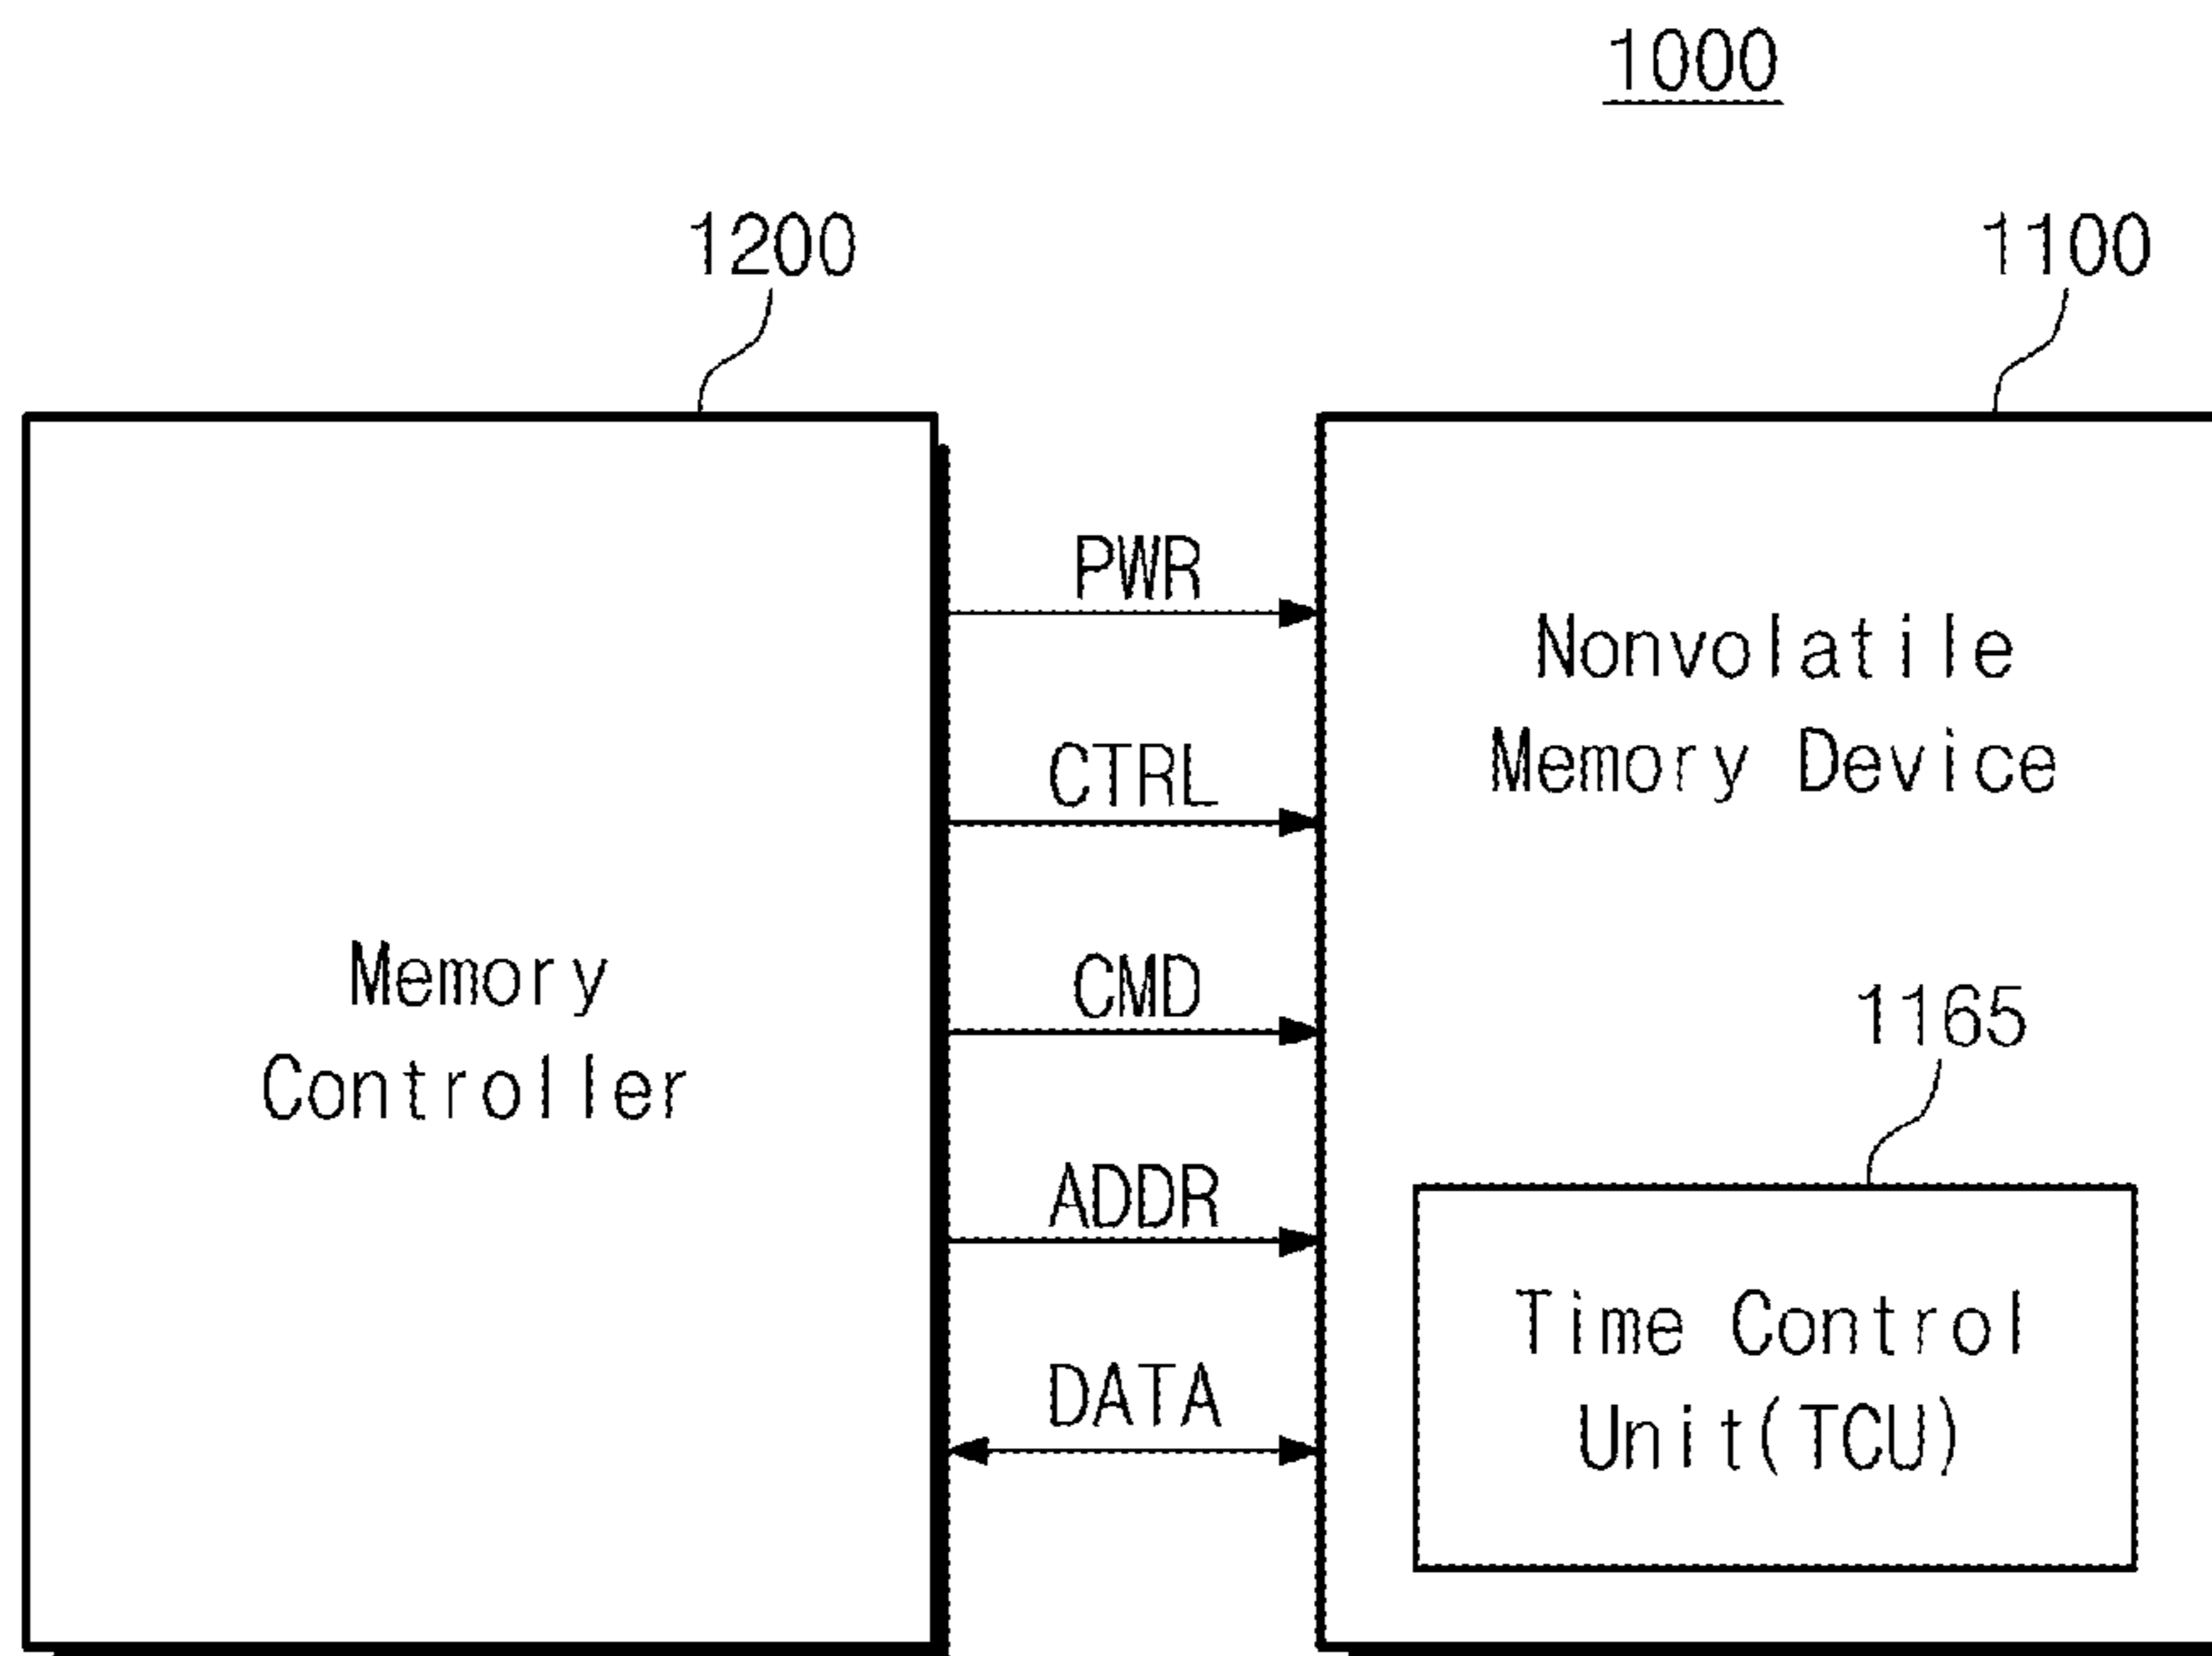 1000
1200
1100
PWR
Nonvolatile
Memory Device
CTRL
Memory
Controller
CMD
1165
ADDR
Time Control
Unit(TCU)
DATA